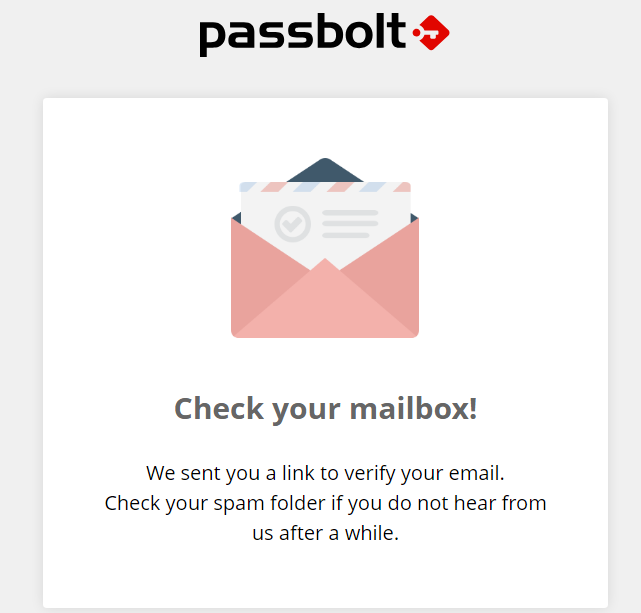 passbolt
Check your mailbox!
We sent you a link to verify your email.
Check your spam folder if you do not hear from
us after a while.